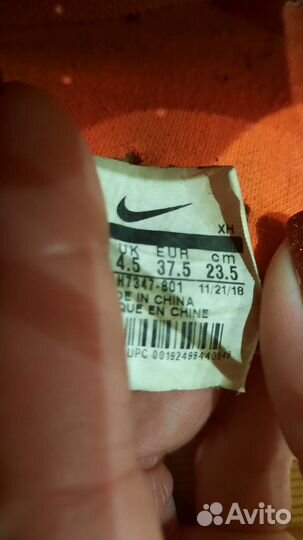 XH
UK EUR cm
4.5 37.5 23.5
H7347-801 11/21/18
DE IN CHINA
QUE EN CHINE
UPC 00192499440549
Avito